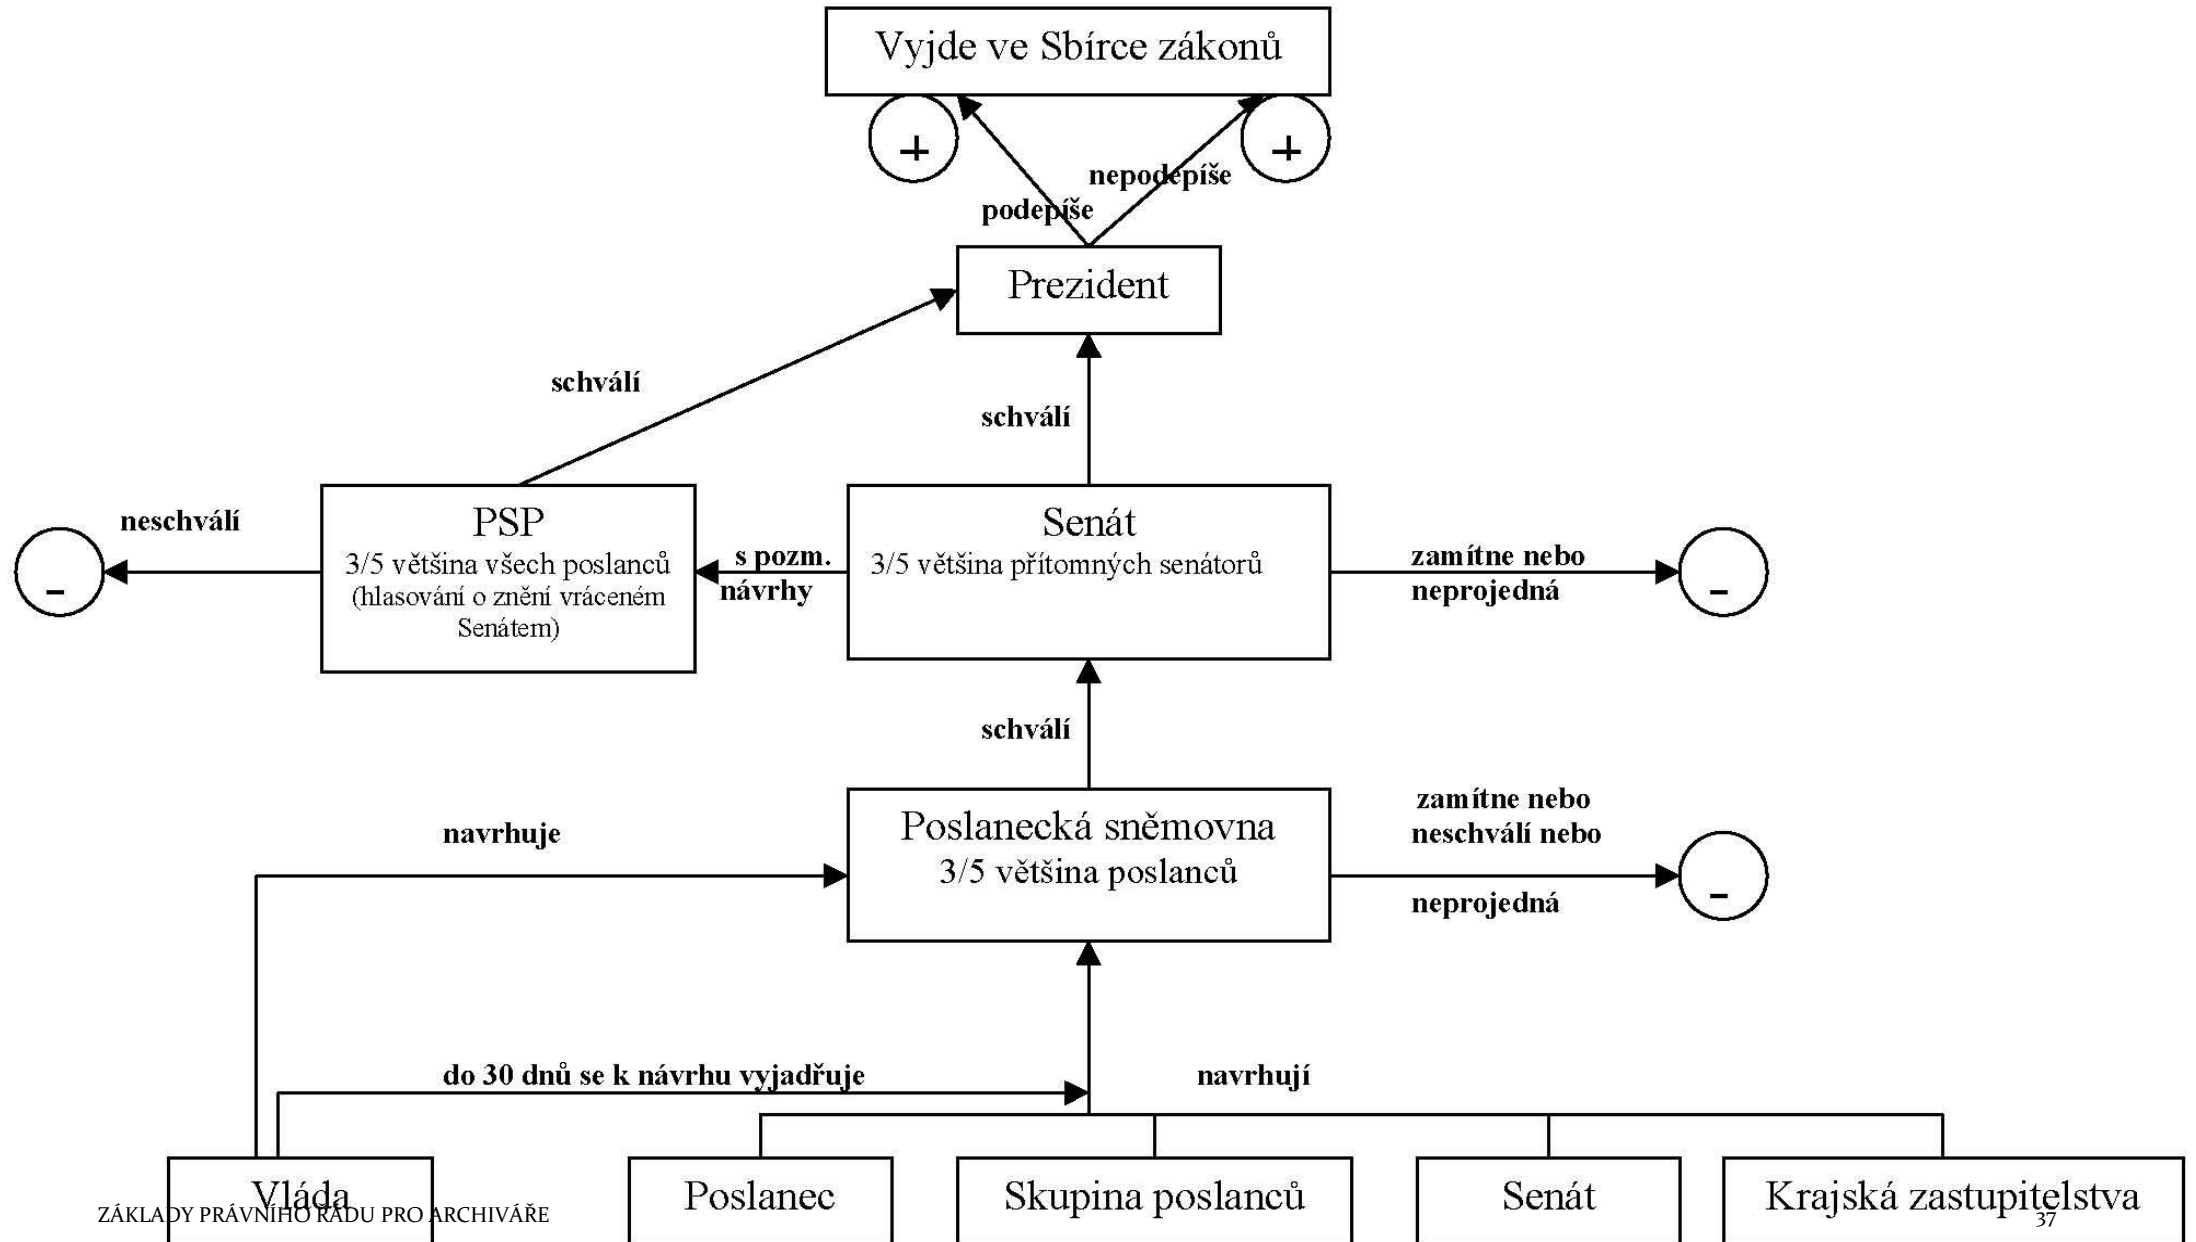 Vyjde ve Sbírce zákonů
+
+
nepodepíše
podepíše
Prezident
schválí
schválí
neschválí
-
PSP
3/5 většina všech poslanců
(hlasování o znění vráceném
Senátem)
s pozm.
návrhy
Senát
3/5 většina přítomných senátorů
zamítne nebo
neprojedná
-
schválí
navrhuje
Poslanecká sněmovna
3/5 většina poslanců
zamítne nebo
neschválí nebo
neprojedná
-
do 30 dnů se k návrhu vyjadřuje
navrhují
Vláda
Poslanec
Skupina poslanců
Senát
Krajská zastupitelstva
ZÁKLADY PRÁVNÍHO ŘÁDU PRO ARCHIVÁŘE
37